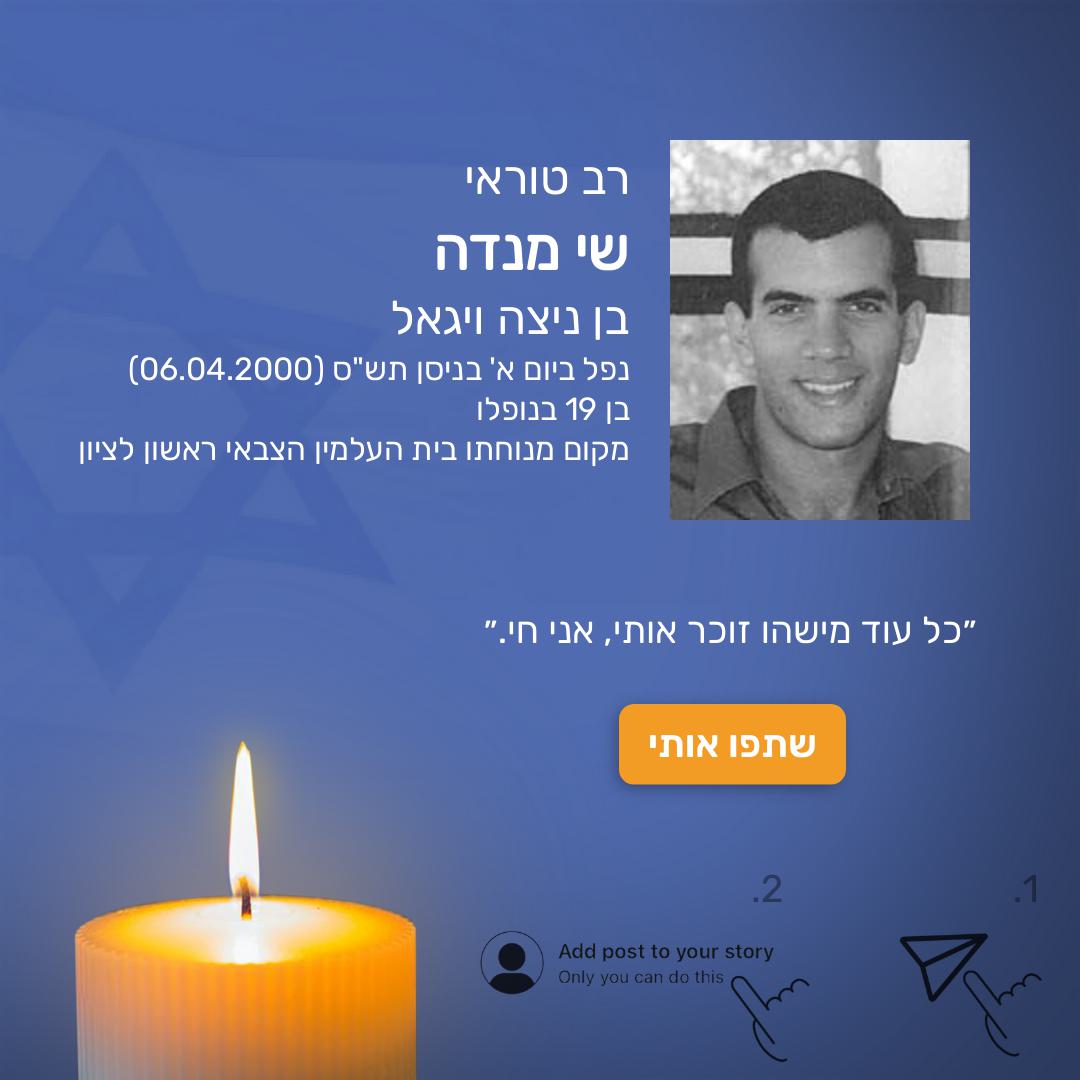 רב טוראי
שי מנדה
בן ניצה ויגאל
נפל ביום א' בניסן תש"ס (06.04.2000)
בן 19 בנופלו
מקום מנוחתו בית העלמין הצבאי ראשון לציון
״כל עוד מישהו זוכר אותי, אני חי.״
שתפו אותי
.1
.2
Add post to your story
Only you can do this